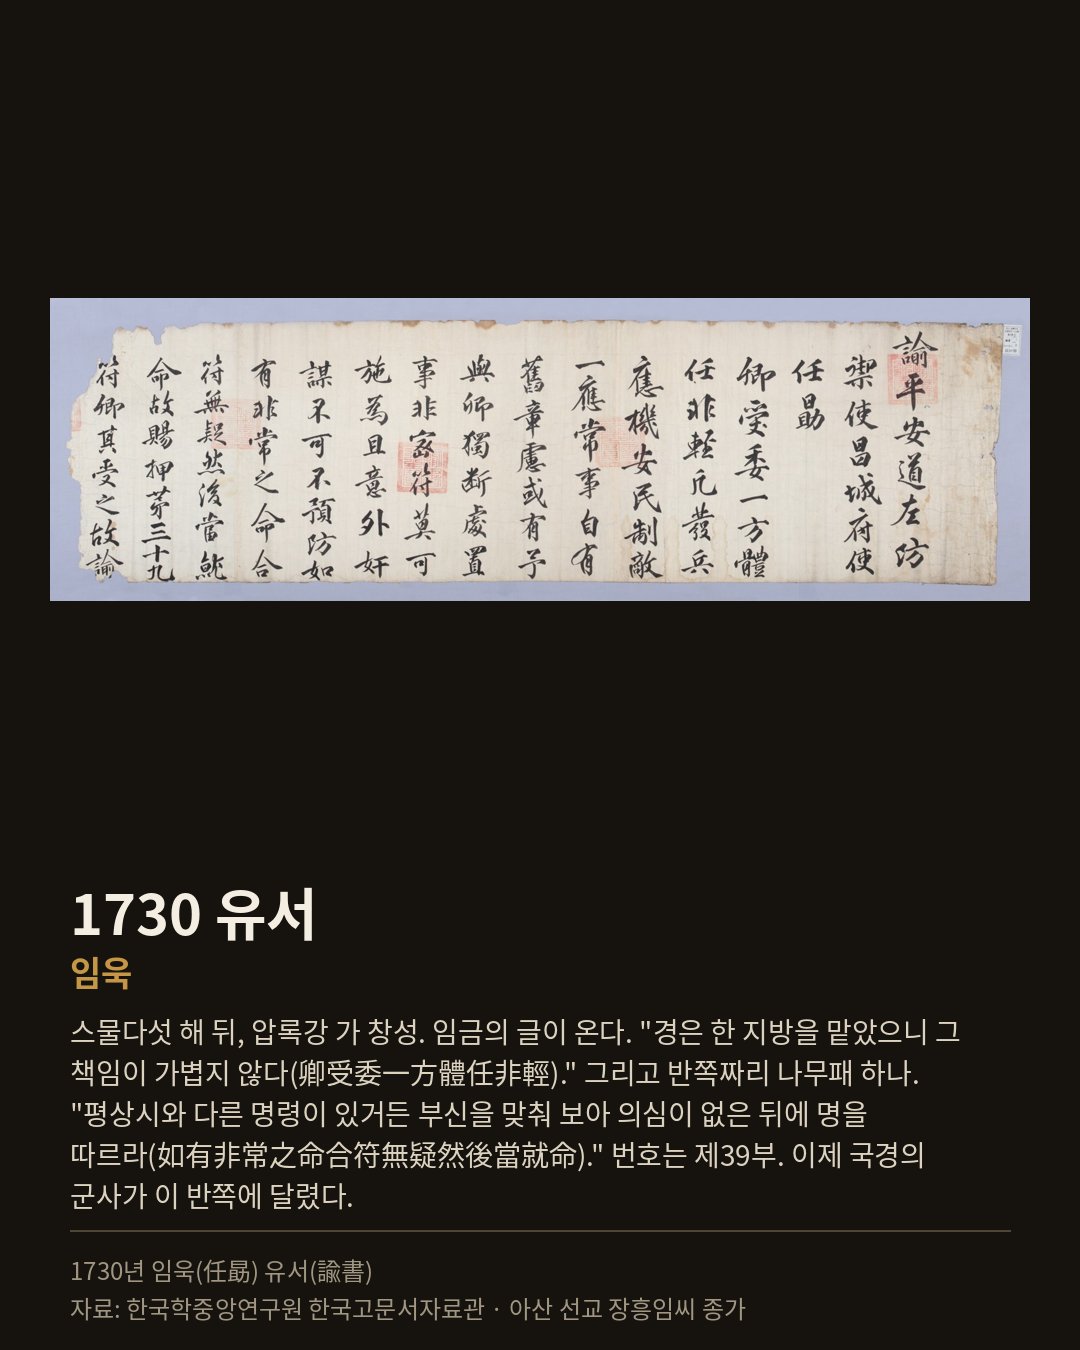 諭平安道左防
禦使昌城府使
任勗
卿受委一方體
任非輕凡發兵
應機安民制敵
一應常事自有
舊章慮或有予
與卿獨斷處置
事非密符莫可
施爲且意外奸
謀不可不預防如
有非常之命合
符無疑然後當就
命故賜押第三十九
符卿其受之故諭
1730 유서
임욱
스물다섯 해 뒤, 압록강 가 창성. 임금의 글이 온다. "경은 한 지방을 맡았으니 그
책임이 가볍지 않다(卿受委一方體任非輕)." 그리고 반쪽짜리 나무패 하나.
"평상시와 다른 명령이 있거든 부신을 맞춰 보아 의심이 없은 뒤에 명을
따르라(如有非常之命合符無疑然後當就命)." 번호는 제39부. 이제 국경의
군사가 이 반쪽에 달렸다.
1730년 임욱(任勗) 유서(諭書)
자료: 한국학중앙연구원 한국고문서자료관 · 아산 선교 장흥임씨 종가